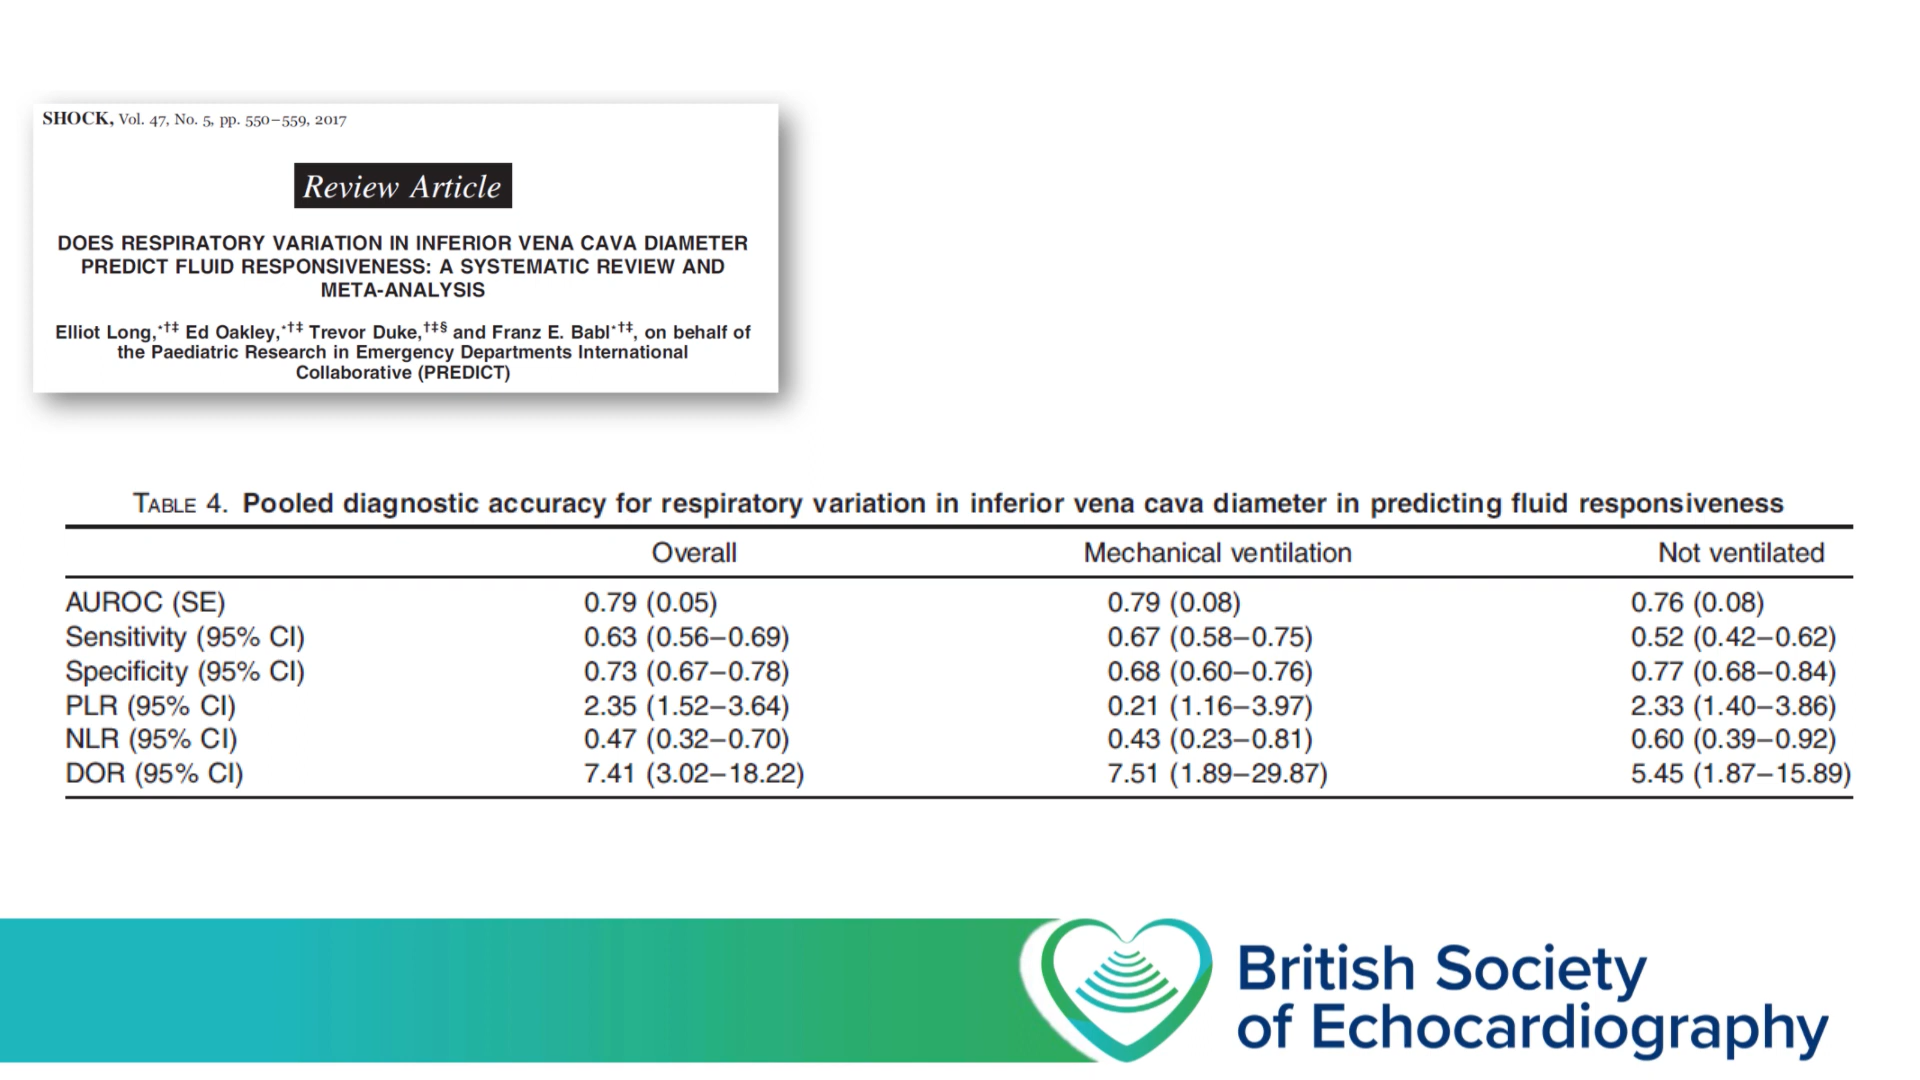 SHOCK, Vol. 47, No. 5, pp. 550–559, 2017
Review Article
DOES RESPIRATORY VARIATION IN INFERIOR VENA CAVA DIAMETER
PREDICT FLUID RESPONSIVENESS: A SYSTEMATIC REVIEW AND
META-ANALYSIS
Elliot Long,*†‡ Ed Oakley,*†‡ Trevor Duke,†‡§ and Franz E. Babl*†‡, on behalf of
the Paediatric Research in Emergency Departments International
Collaborative (PREDICT)
TABLE 4. Pooled diagnostic accuracy for respiratory variation in inferior vena cava diameter in predicting fluid responsiveness
Overall Mechanical ventilation Not ventilated
AUROC (SE) 0.79 (0.05) 0.79 (0.08) 0.76 (0.08)
Sensitivity (95% CI) 0.63 (0.56–0.69) 0.67 (0.58–0.75) 0.52 (0.42–0.62)
Specificity (95% CI) 0.73 (0.67–0.78) 0.68 (0.60–0.76) 0.77 (0.68–0.84)
PLR (95% CI) 2.35 (1.52–3.64) 0.21 (1.16–3.97) 2.33 (1.40–3.86)
NLR (95% CI) 0.47 (0.32–0.70) 0.43 (0.23–0.81) 0.60 (0.39–0.92)
DOR (95% CI) 7.41 (3.02–18.22) 7.51 (1.89–29.87) 5.45 (1.87–15.89)
British Society
of Echocardiography